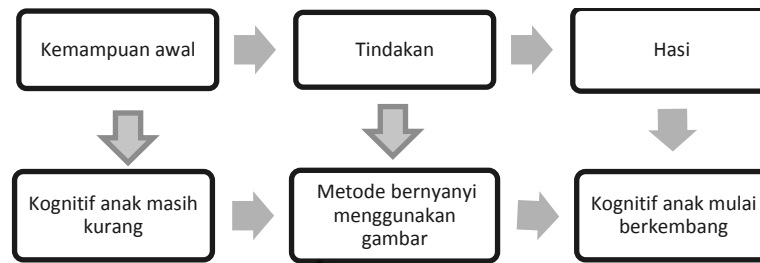 Kemampuan awal
Tindakan
Hasi
Kognitif anak masih
kurang
Metode bernyanyi
menggunakan
gambar
Kognitif anak mulai
berkembang